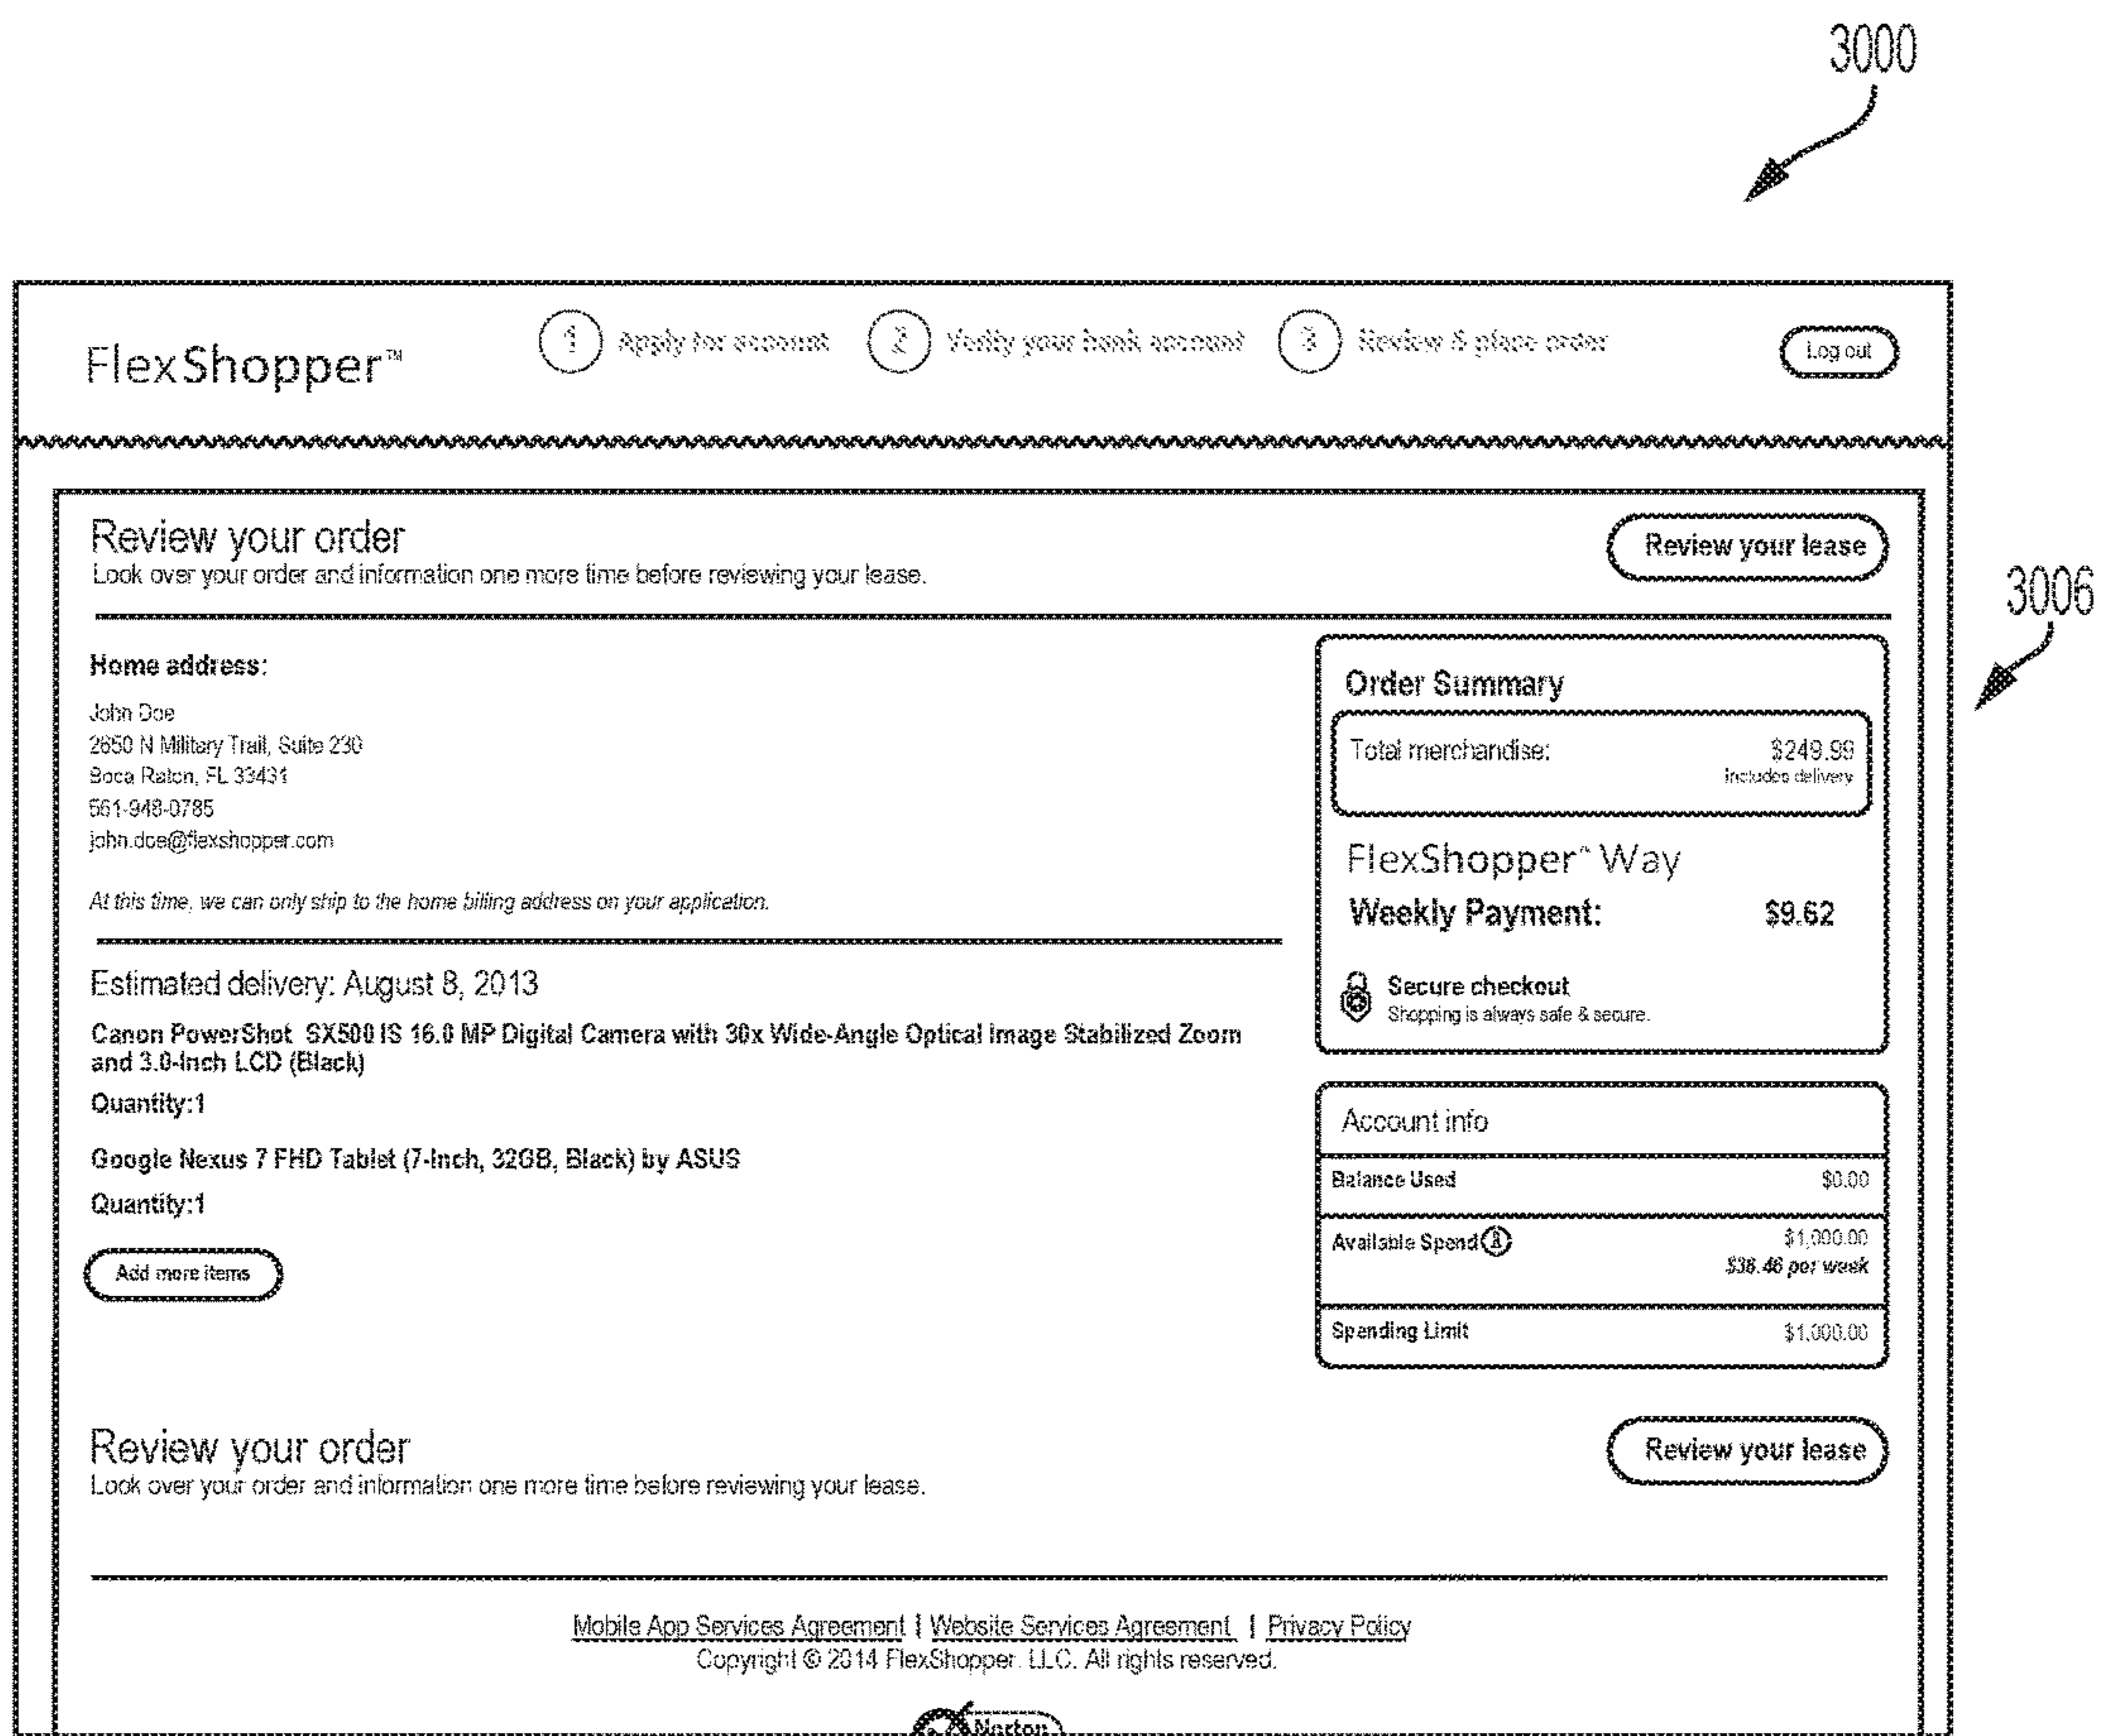 3000
FlexShopper™
1 Apply for account 2 Verify your bank account 3 Review & place order
Log out
Review your order
Look over your order and information one more time before reviewing your lease.
Review your lease
3006
Home address:
John Doe
2650 N Military Trail, Suite 230
Boca Raton, FL 33431
561-948-0785
john.doe@flexshopper.com
At this time, we can only ship to the home billing address on your application.
Order Summary
Total merchandise: $249.99
includes delivery
FlexShopper™ Way
Weekly Payment: $9.62
Secure checkout
Shopping is always safe & secure.
Estimated delivery: August 8, 2013
Canon PowerShot SX500 IS 16.0 MP Digital Camera with 30x Wide-Angle Optical Image Stabilized Zoom
and 3.0-Inch LCD (Black)
Quantity:1
Google Nexus 7 FHD Tablet (7-Inch, 32GB, Black) by ASUS
Quantity:1
Add more items
Account info
Balance Used $0.00
Available Spend $1,000.00
$38.46 per week
Spending Limit $1,000.00
Review your order
Look over your order and information one more time before reviewing your lease.
Review your lease
Mobile App Services Agreement | Website Services Agreement | Privacy Policy
Copyright © 2014 FlexShopper. LLC. All rights reserved.
Norton